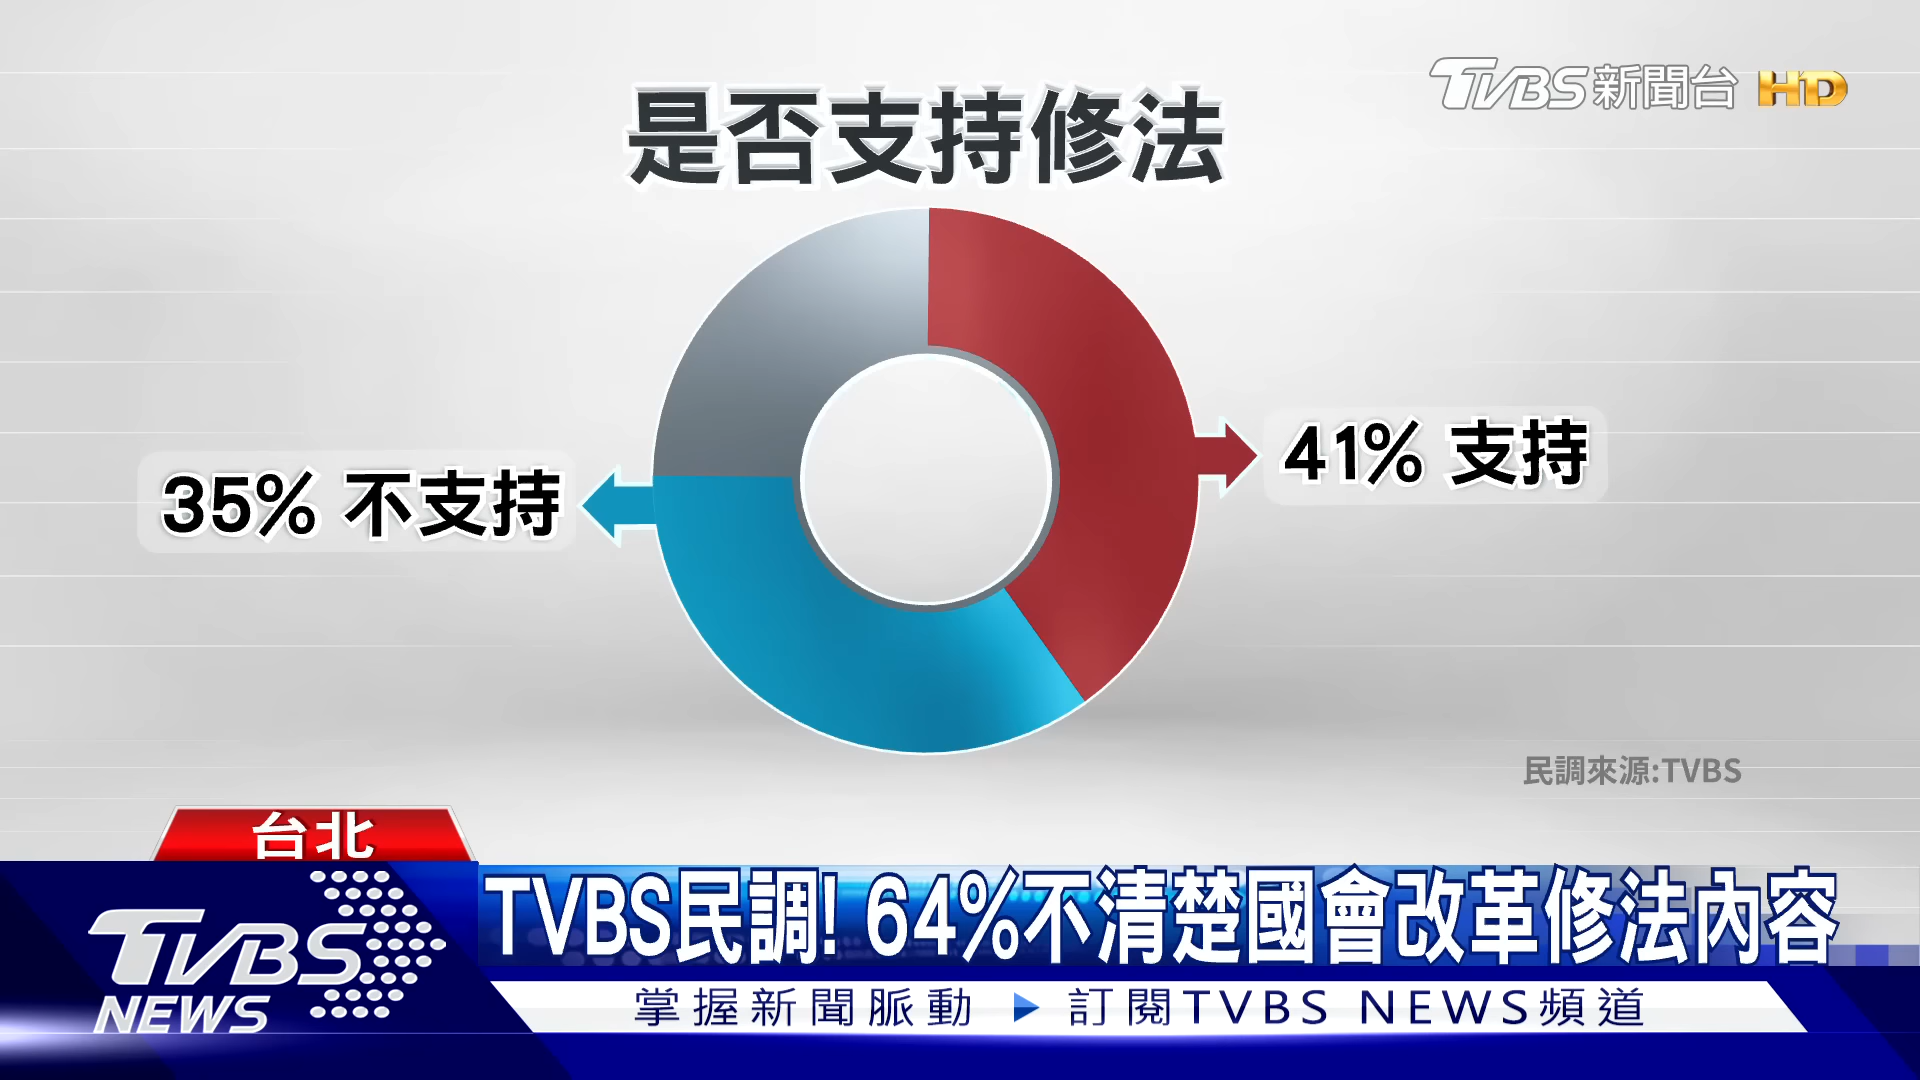 TVBS新聞台 HD
是否支持修法
41% 支持
35% 不支持
民調來源:TVBS
台北
TVBS民調! 64%不清楚國會改革修法內容
TVBS
NEWS
掌握新聞脈動 ▶ 訂閱TVBS NEWS頻道